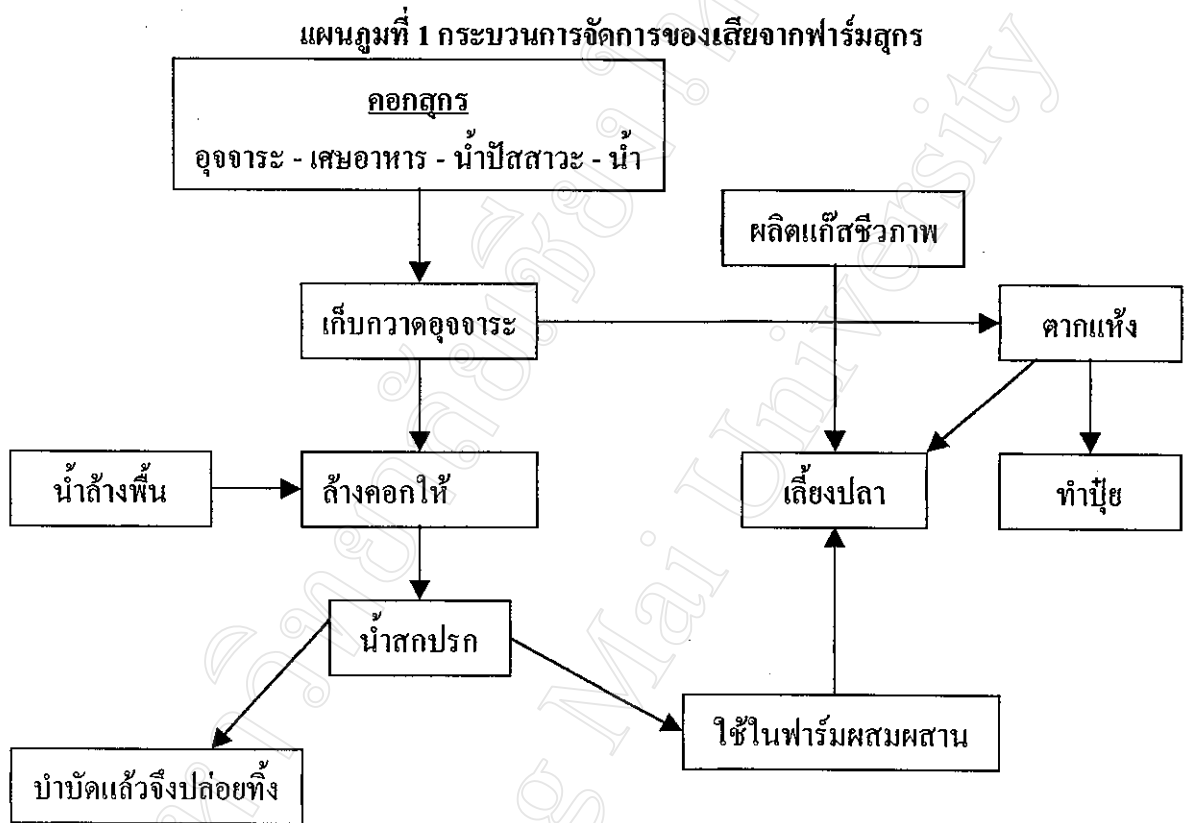 แผนภูมที่ 1 กระบวนการจัดการของเสียจากฟาร์มสุกร
คอกสุกร
อุจจาระ - เศษอาหาร - น้ำปัสสาวะ - น้ำ
ผลิตแก๊สชีวภาพ
เก็บกวาดอุจจาระ
ตากแห้ง
น้ำล้างพื้น
ล้างคอกให้
เลี้ยงปลา
ทำปุ๋ย
น้ำสกปรก
ใช้ในฟาร์มผสมผสาน
บำบัดแล้วจึงปล่อยทิ้ง
Mai University